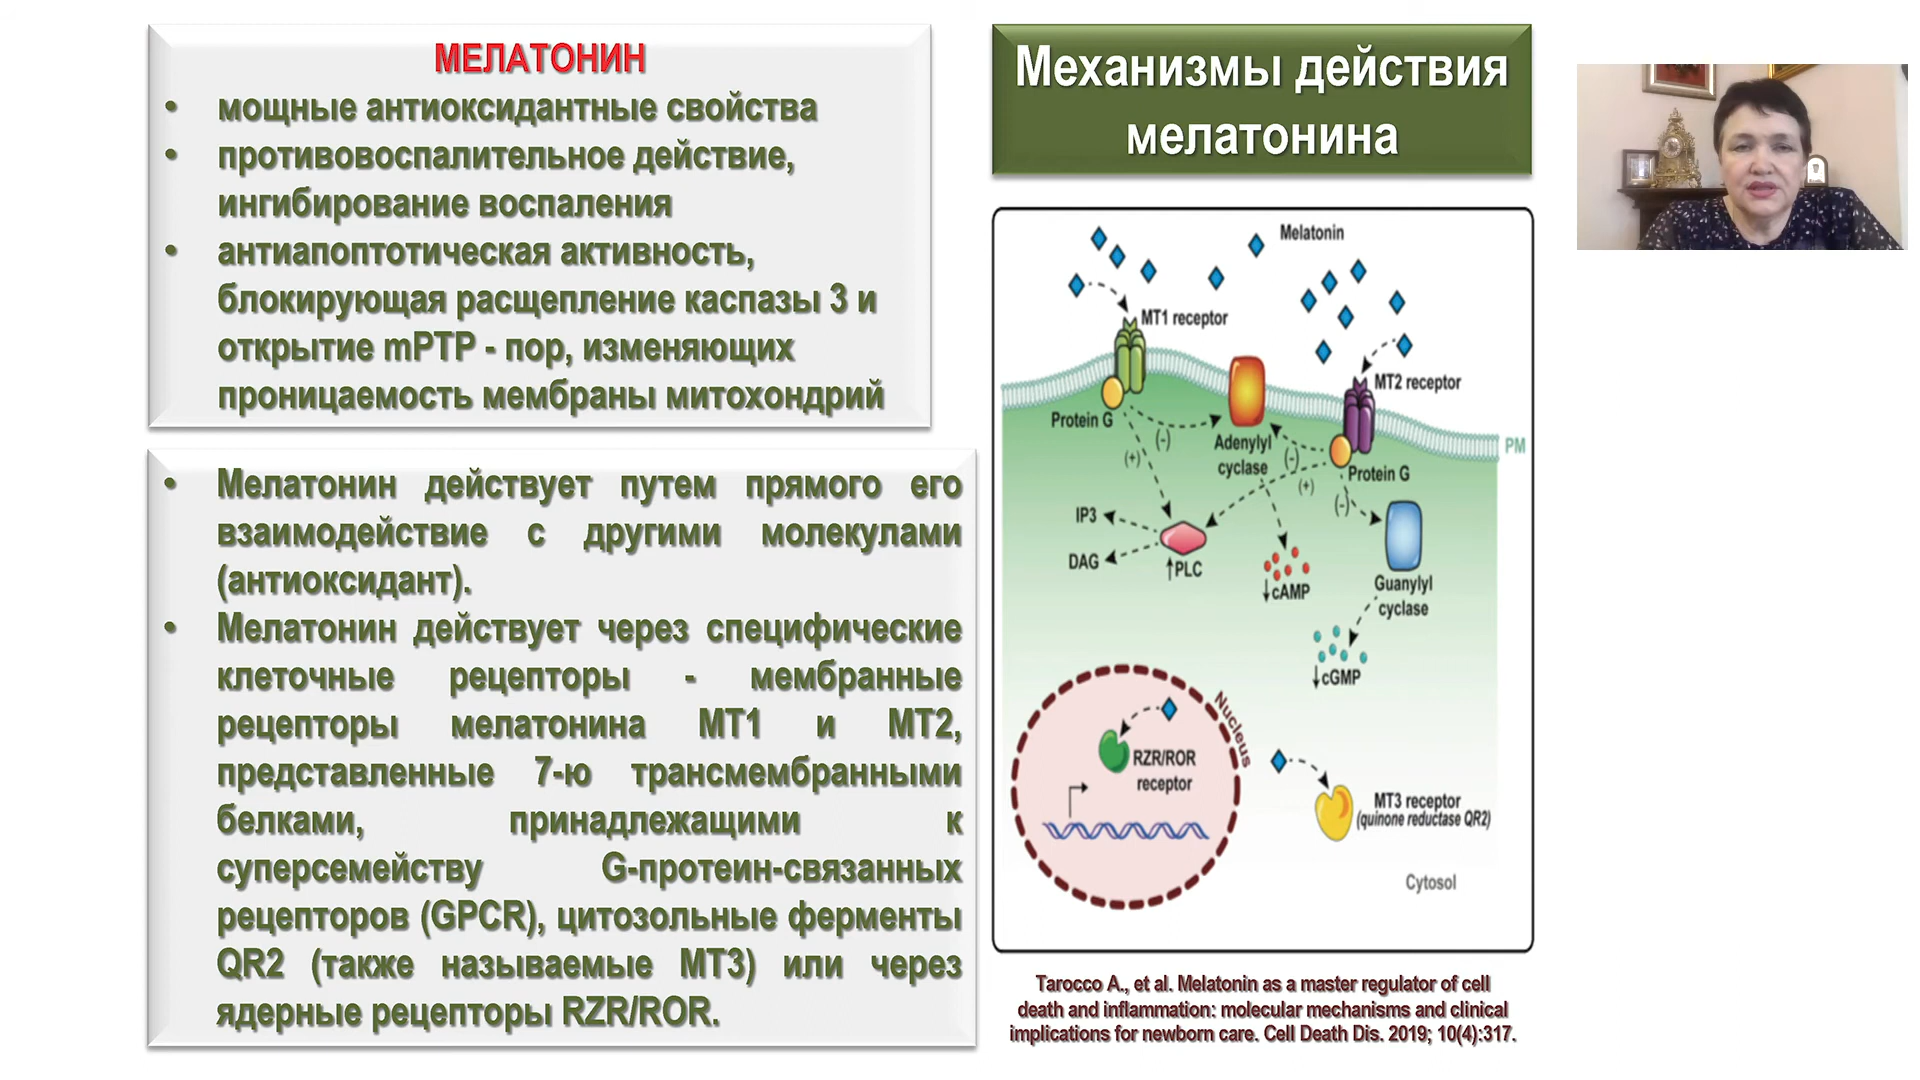 МЕЛАТОНИН
• мощные антиоксидантные свойства
• противовоспалительное действие,
ингибирование воспаления
• антиапоптотическая активность,
блокирующая расщепление каспазы 3 и
открытие mPTP - пор, изменяющих
проницаемость мембраны митохондрий
• Мелатонин действует путем прямого его
взаимодействие с другими молекулами
(антиоксидант).
• Мелатонин действует через специфические
клеточные рецепторы - мембранные
рецепторы мелатонина MT1 и MT2,
представленные 7-ю трансмембранными
белками, принадлежащими к
суперсемейству G-протеин-связанных
рецепторов (GPCR), цитозольные ферменты
QR2 (также называемые MT3) или через
ядерные рецепторы RZR/ROR.
Механизмы действия
мелатонина
Melatonin
MT1 receptor
MT2 receptor
Protein G
(-)
(+)
Adenylyl
cyclase
(-)
(+)
Protein G
(-)
PM
IP3
DAG
↑PLC
↓cAMP
Guanylyl
cyclase
↓cGMP
Nucleus
RZR/ROR
receptor
MT3 receptor
(quinone reductase QR2)
Cytosol
Tarocco A., et al. Melatonin as a master regulator of cell
death and inflammation: molecular mechanisms and clinical
implications for newborn care. Cell Death Dis. 2019; 10(4):317.